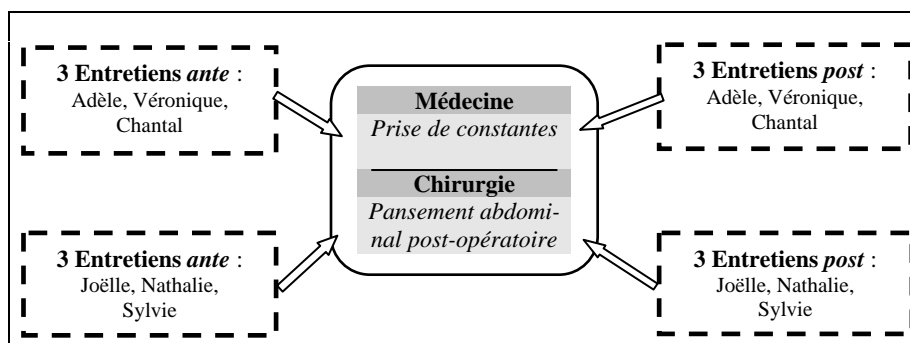 3 Entretiens ante :
Adèle, Véronique,
Chantal
Médecine
Prise de constantes
Chirurgie
Pansement abdomi-
nal post-opératoire
3 Entretiens post :
Adèle, Véronique,
Chantal
3 Entretiens ante :
Joëlle, Nathalie,
Sylvie
3 Entretiens post :
Joëlle, Nathalie,
Sylvie